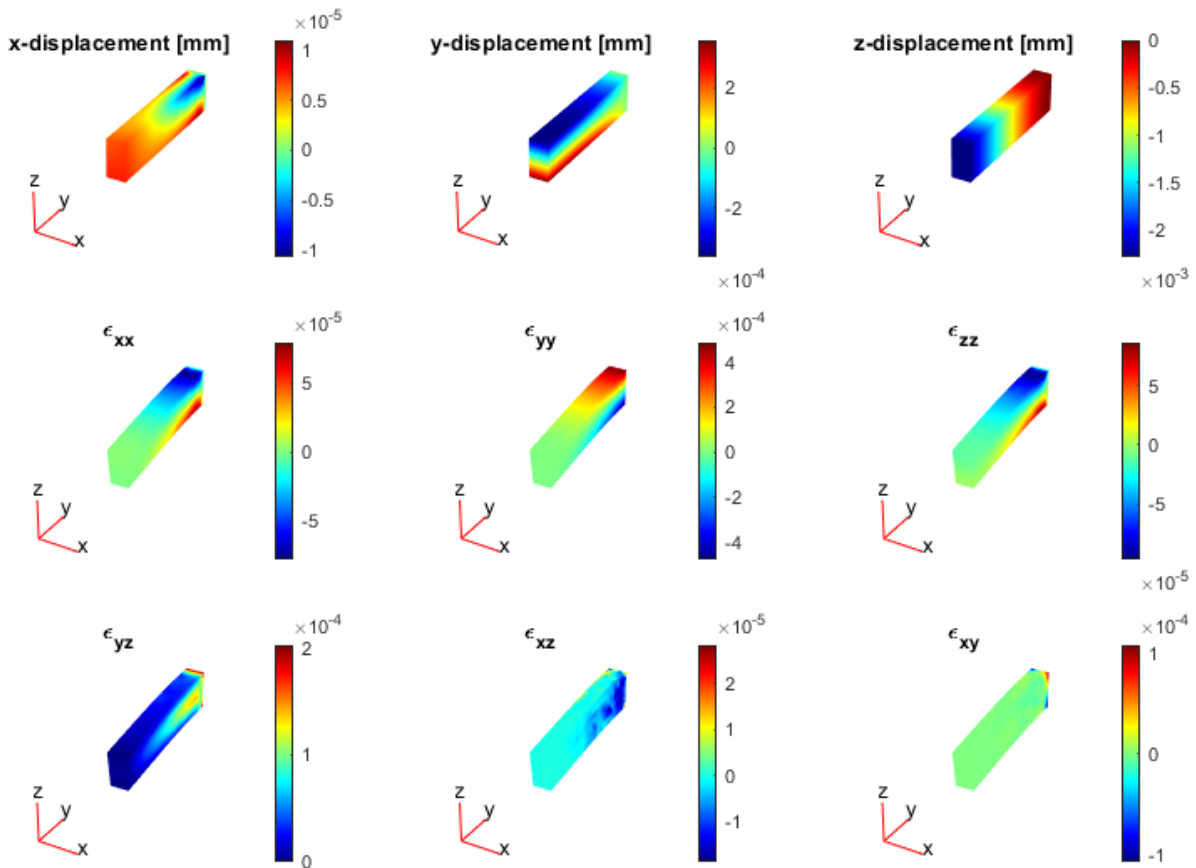 x-displacement [mm]
×10-5
1
0.5
0
-0.5
-1
z
y
x
y-displacement [mm]
2
0
-2
×10-4
z
y
x
z-displacement [mm]
0
-0.5
-1
-1.5
-2
×10-3
z
y
x
ϵxx
×10-5
5
0
-5
z
y
x
ϵyy
×10-4
4
2
0
-2
-4
z
y
x
ϵzz
5
0
-5
×10-5
z
y
x
ϵyz
×10-4
2
1
0
z
y
x
ϵxz
×10-5
2
1
0
-1
z
y
x
ϵxy
×10-4
1
0
-1
z
y
x